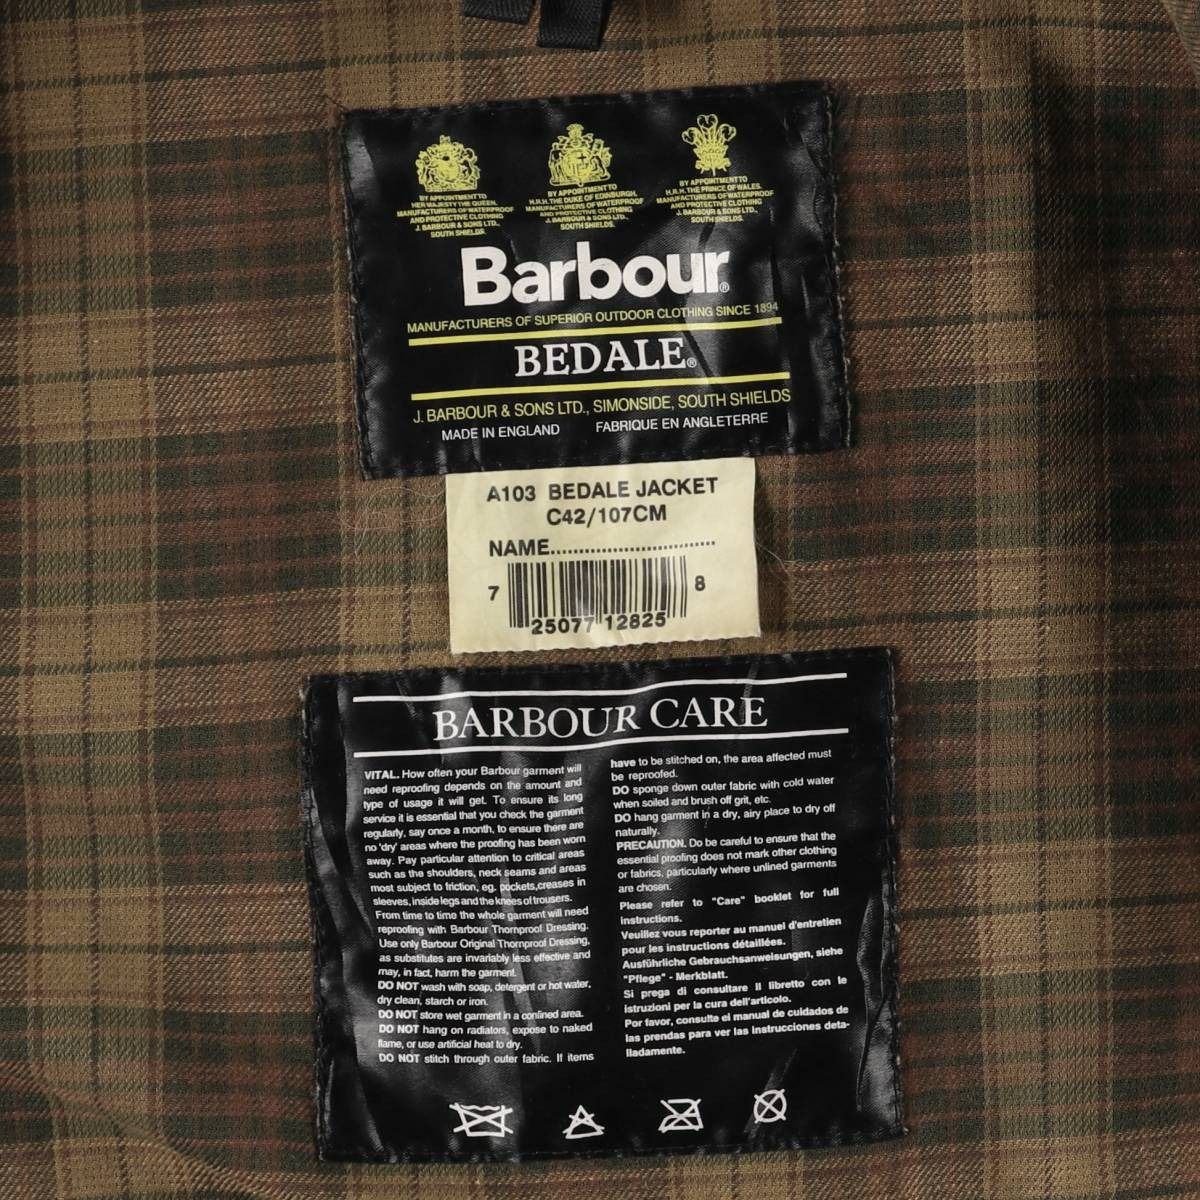 BY APPOINTMENT TO
HER MAJESTY THE QUEEN.
MANUFACTURERS OF WATERPROOF
AND PROTECTIVE CLOTHING
J. BARBOUR & SONS LTD.,
SOUTH SHIELDS.
BY APPOINTMENT TO
H.R.H. THE DUKE OF EDINBURGH.
MANUFACTURERS OF WATERPROOF
AND PROTECTIVE CLOTHING
J. BARBOUR & SONS LTD.,
SOUTH SHIELDS.
BY APPOINTMENT TO
H.R.H. THE PRINCE OF WALES.
MANUFACTURERS OF WATERPROOF
AND PROTECTIVE CLOTHING
J. BARBOUR & SONS LTD.,
SOUTH SHIELDS.
Barbour®
MANUFACTURERS OF SUPERIOR OUTDOOR CLOTHING SINCE 1894
BEDALE®
J. BARBOUR & SONS LTD., SIMONSIDE, SOUTH SHIELDS
MADE IN ENGLAND FABRIQUE EN ANGLETERRE
A103 BEDALE JACKET
C42/107CM
NAME..............................
7 25077 12825 8
BARBOUR CARE
VITAL. How often your Barbour garment will
need reproofing depends on the amount and
type of usage it will get. To ensure its long
service it is essential that you check the garment
regularly, say once a month, to ensure there are
no 'dry' areas where the proofing has been worn
away. Pay particular attention to critical areas
such as the shoulders, neck seams and areas
most subject to friction, eg. pockets,creases in
sleeves, inside legs and the knees of trousers.
From time to time the whole garment will need
reproofing with Barbour Thornproof Dressing.
Use only Barbour Original Thornproof Dressing,
as substitutes are invariably less effective and
may, in fact, harm the garment.
DO NOT wash with soap, detergent or hot water,
dry clean, starch or iron.
DO NOT store wet garment in a confined area.
DO NOT hang on radiators, expose to naked
flame, or use artificial heat to dry.
DO NOT stitch through outer fabric. If items
have to be stitched on, the area affected must
be reproofed.
DO sponge down outer fabric with cold water
when soiled and brush off grit, etc.
DO hang garment in a dry, airy place to dry off
naturally.
PRECAUTION. Do be careful to ensure that the
essential proofing does not mark other clothing
or fabrics, particularly where unlined garments
are chosen.
Please refer to "Care" booklet for full
instructions.
Veuillez vous reporter au manuel d'entretien
pour les instructions détaillées.
Ausführliche Gebrauchsanweisungen, siehe
"Pflege" - Merkblatt.
Si prega di consultare il libretto con le
istruzioni per la cura dell'articolo.
Por favor, consulte el manual de cuidados de
las prendas para ver las instrucciones deta-
lladamente.